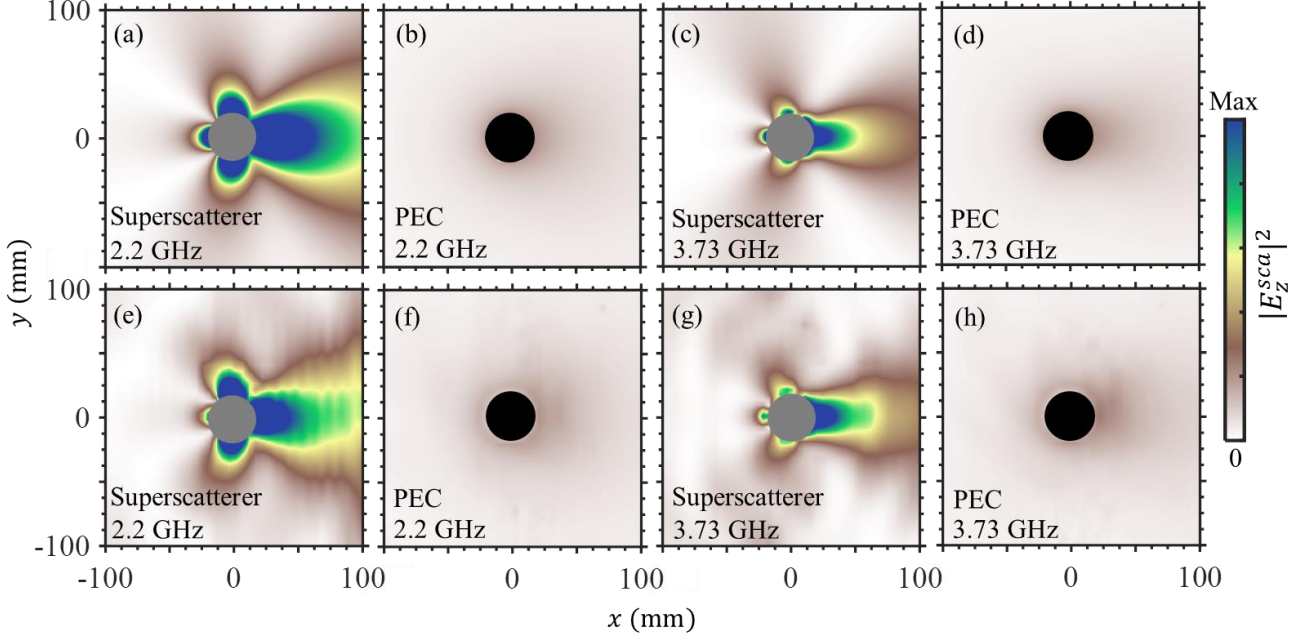 100
(a)
(b)
(c)
(d)
Max
0
Superscatterer
2.2 GHz
PEC
2.2 GHz
Superscatterer
3.73 GHz
PEC
3.73 GHz
y (mm)
|E_z^{sca}|^2
100
(e)
(f)
(g)
(h)
0
0
Superscatterer
2.2 GHz
PEC
2.2 GHz
Superscatterer
3.73 GHz
PEC
3.73 GHz
-100
-100 0 100
0 100
0 100
0 100
x (mm)